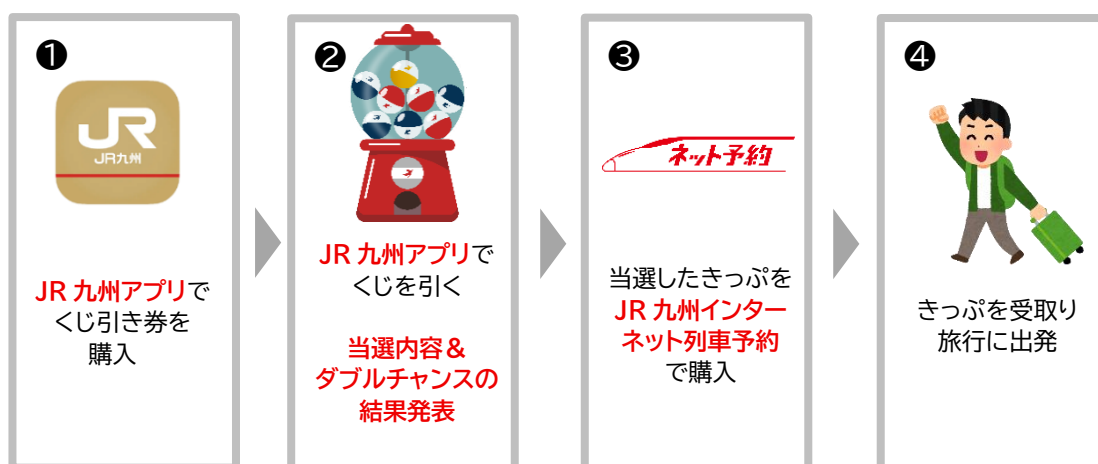 ❶
JR
JR九州
JR 九州アプリで
くじ引き券を
購入
❷
JR 九州アプリで
くじを引く
当選内容＆
ダブルチャンスの
結果発表
❸
ネット予約
当選したきっぷを
JR 九州インター
ネット列車予約
で購入
❹
きっぷを受取り
旅行に出発